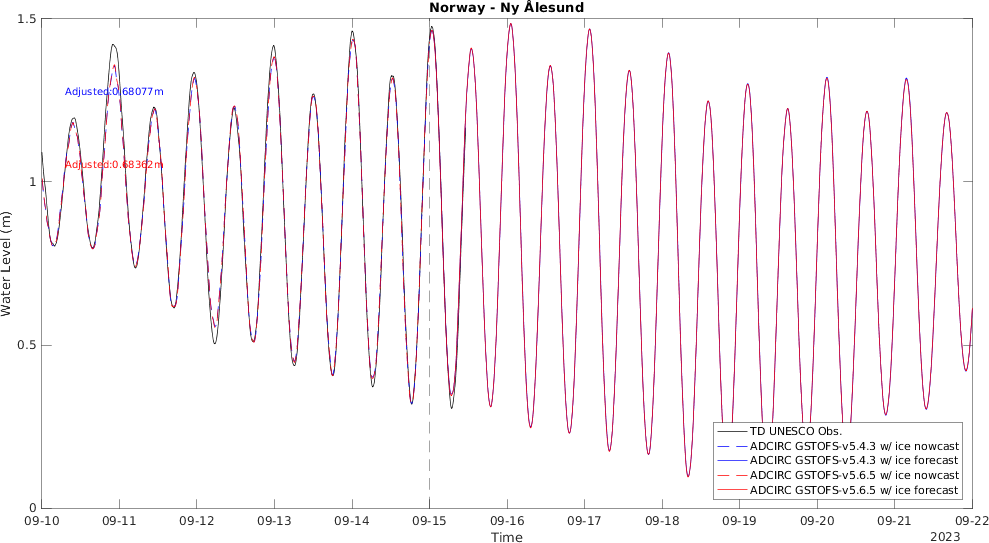 Norway - Ny Ålesund
1.5
Adjusted:0.68077m
Adjusted:0.68362m
1
Water Level (m)
0.5
TD UNESCO Obs.
ADCIRC GSTOFS-v5.4.3 w/ ice nowcast
ADCIRC GSTOFS-v5.4.3 w/ ice forecast
ADCIRC GSTOFS-v5.6.5 w/ ice nowcast
ADCIRC GSTOFS-v5.6.5 w/ ice forecast
0
09-10 09-11 09-12 09-13 09-14 09-15 09-16 09-17 09-18 09-19 09-20 09-21 09-22
Time
2023